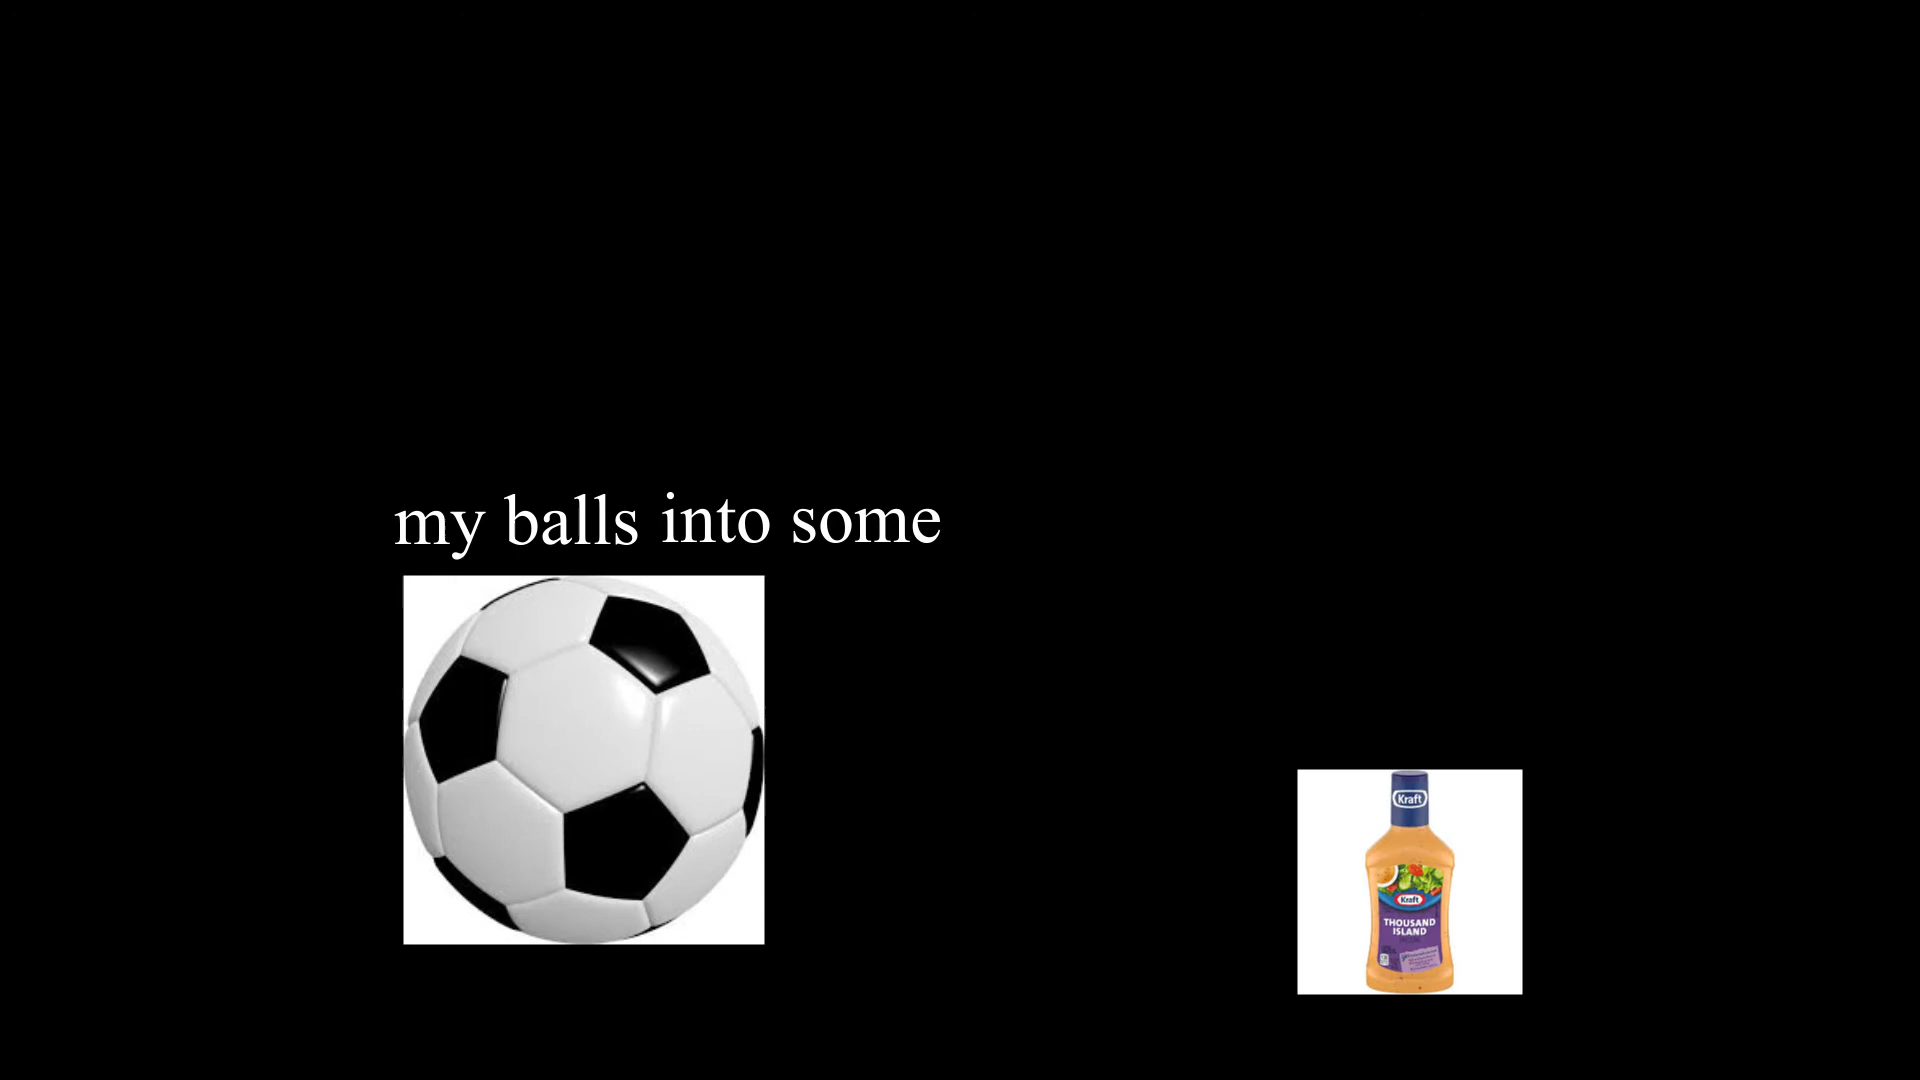 my balls into some
Kraft
Kraft
THOUSAND
ISLAND